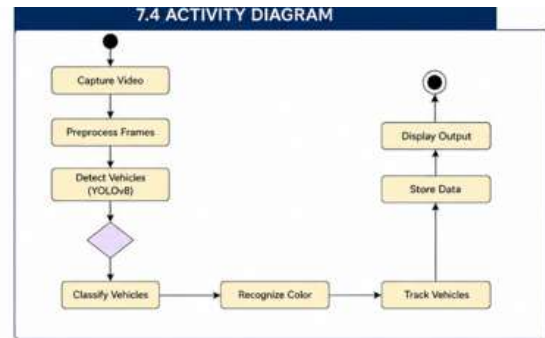 7.4 ACTIVITY DIAGRAM
Capture Video
Preprocess Frames
Detect Vehicles
(YOLOv8)
Classify Vehicles
Recognize Color
Track Vehicles
Store Data
Display Output